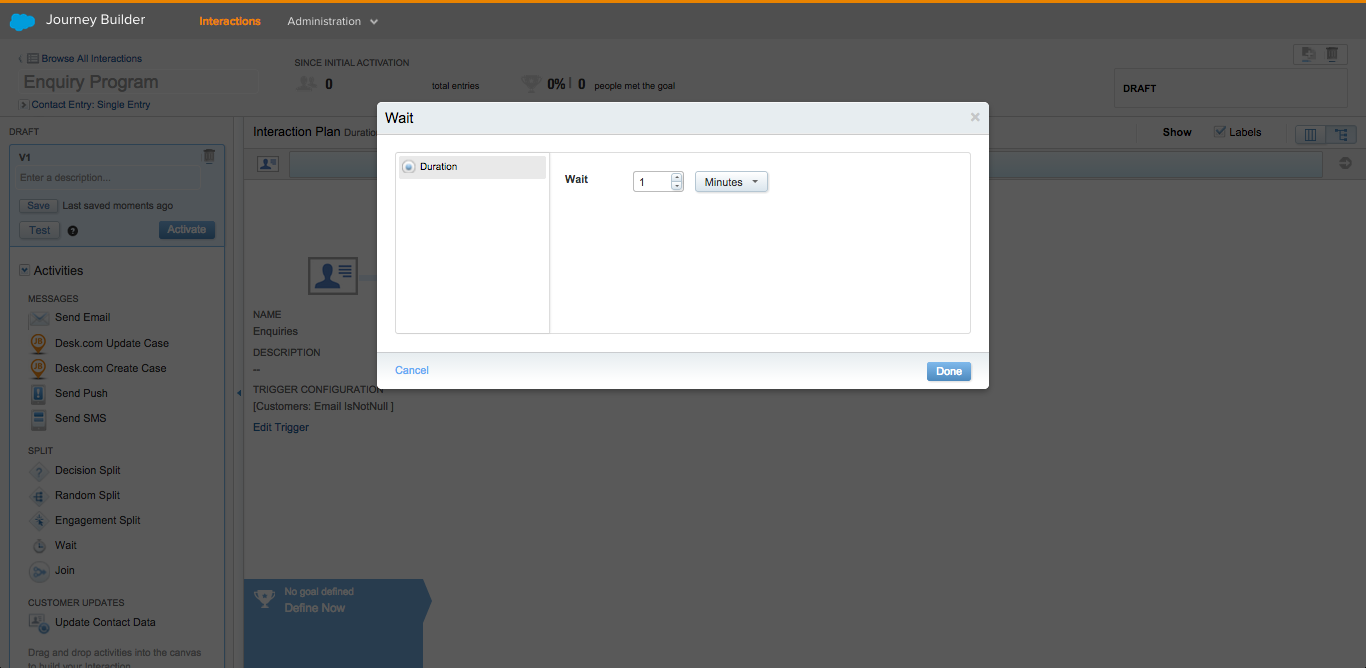 Journey Builder
Interactions
Administration
Browse All Interactions
Enquiry Program
Contact Entry: Single Entry
SINCE INITIAL ACTIVATION
0 total entries
0% | 0 people met the goal
DRAFT
DRAFT
V1
Enter a description...
Save Last saved moments ago
Test ? Activate
Activities
MESSAGES
Send Email
Desk.com Update Case
Desk.com Create Case
Send Push
Send SMS
SPLIT
Decision Split
Random Split
Engagement Split
Wait
Join
CUSTOMER UPDATES
Update Contact Data
Drag and drop activities into the canvas
to build your Interaction
Interaction Plan
Show Labels
NAME
Enquiries
DESCRIPTION
--
TRIGGER CONFIGURATION
[Customers: Email IsNotNull ]
Edit Trigger
No goal defined
Define Now
Wait
×
Duration
Wait 1 Minutes
Cancel
Done